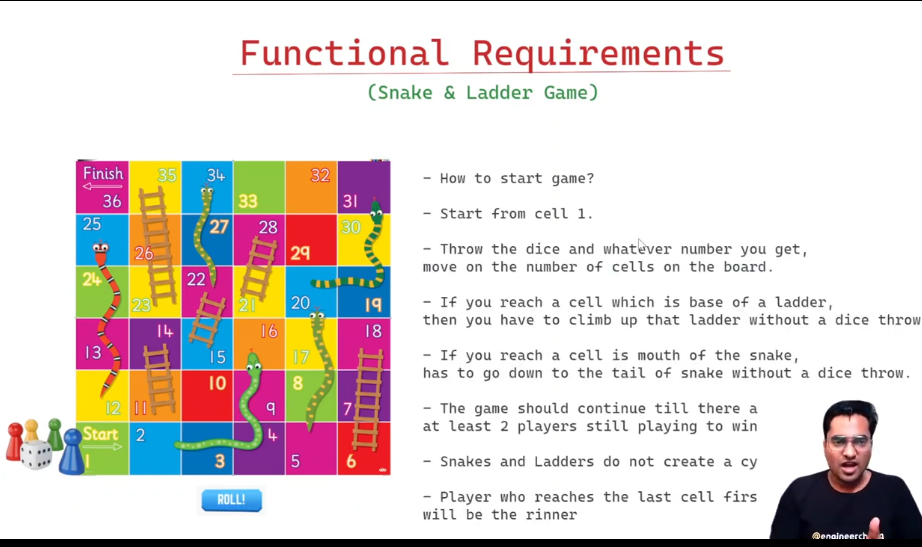 Functional Requirements
(Snake & Ladder Game)
Finish 35 34 33 32 31
36
25 26 27 28 29 30
24 23 22 21 20 19
13 14 15 16 17 18
12 11 10 9 8 7
Start
1 2 3 4 5 6
ROLL!
- How to start game?
- Start from cell 1.
- Throw the dice and whatever number you get,
move on the number of cells on the board.
- If you reach a cell which is base of a ladder,
then you have to climb up that ladder without a dice throw
- If you reach a cell is mouth of the snake,
has to go down to the tail of snake without a dice throw.
- The game should continue till there a
at least 2 players still playing to win
- Snakes and Ladders do not create a cy
- Player who reaches the last cell firs
will be the rinner